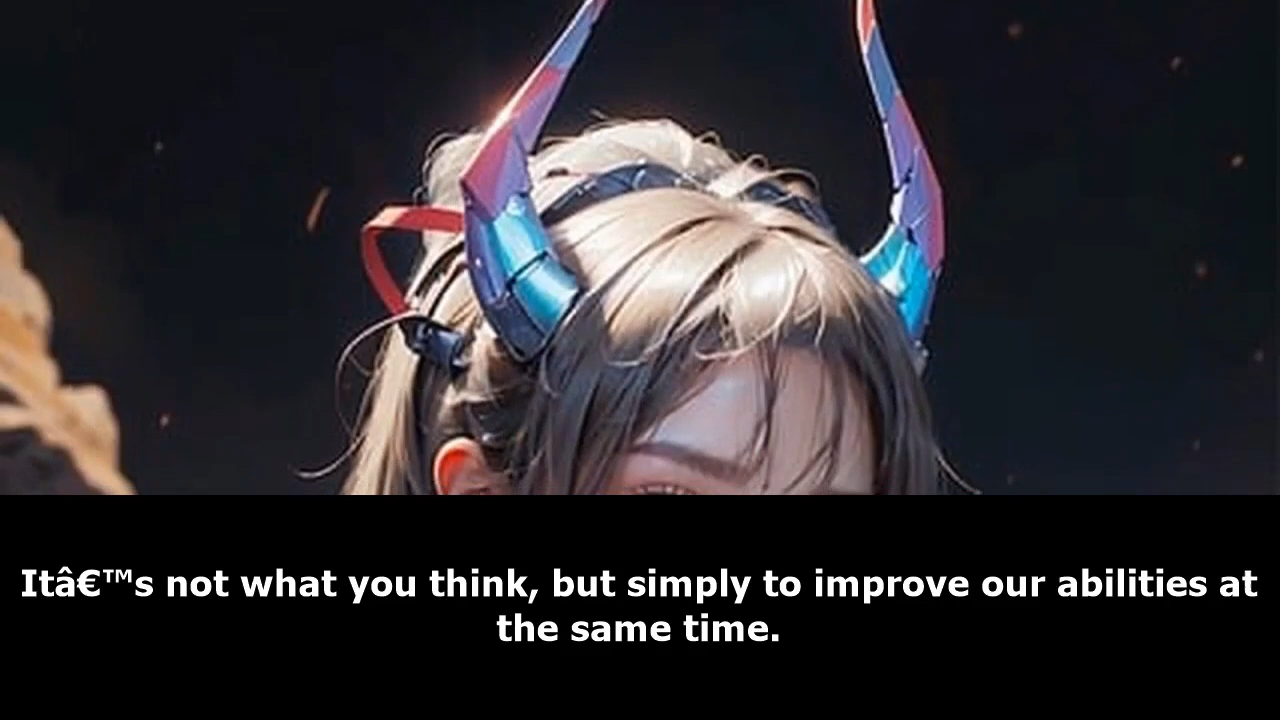 Itâ€™s not what you think, but simply to improve our abilities at
the same time.